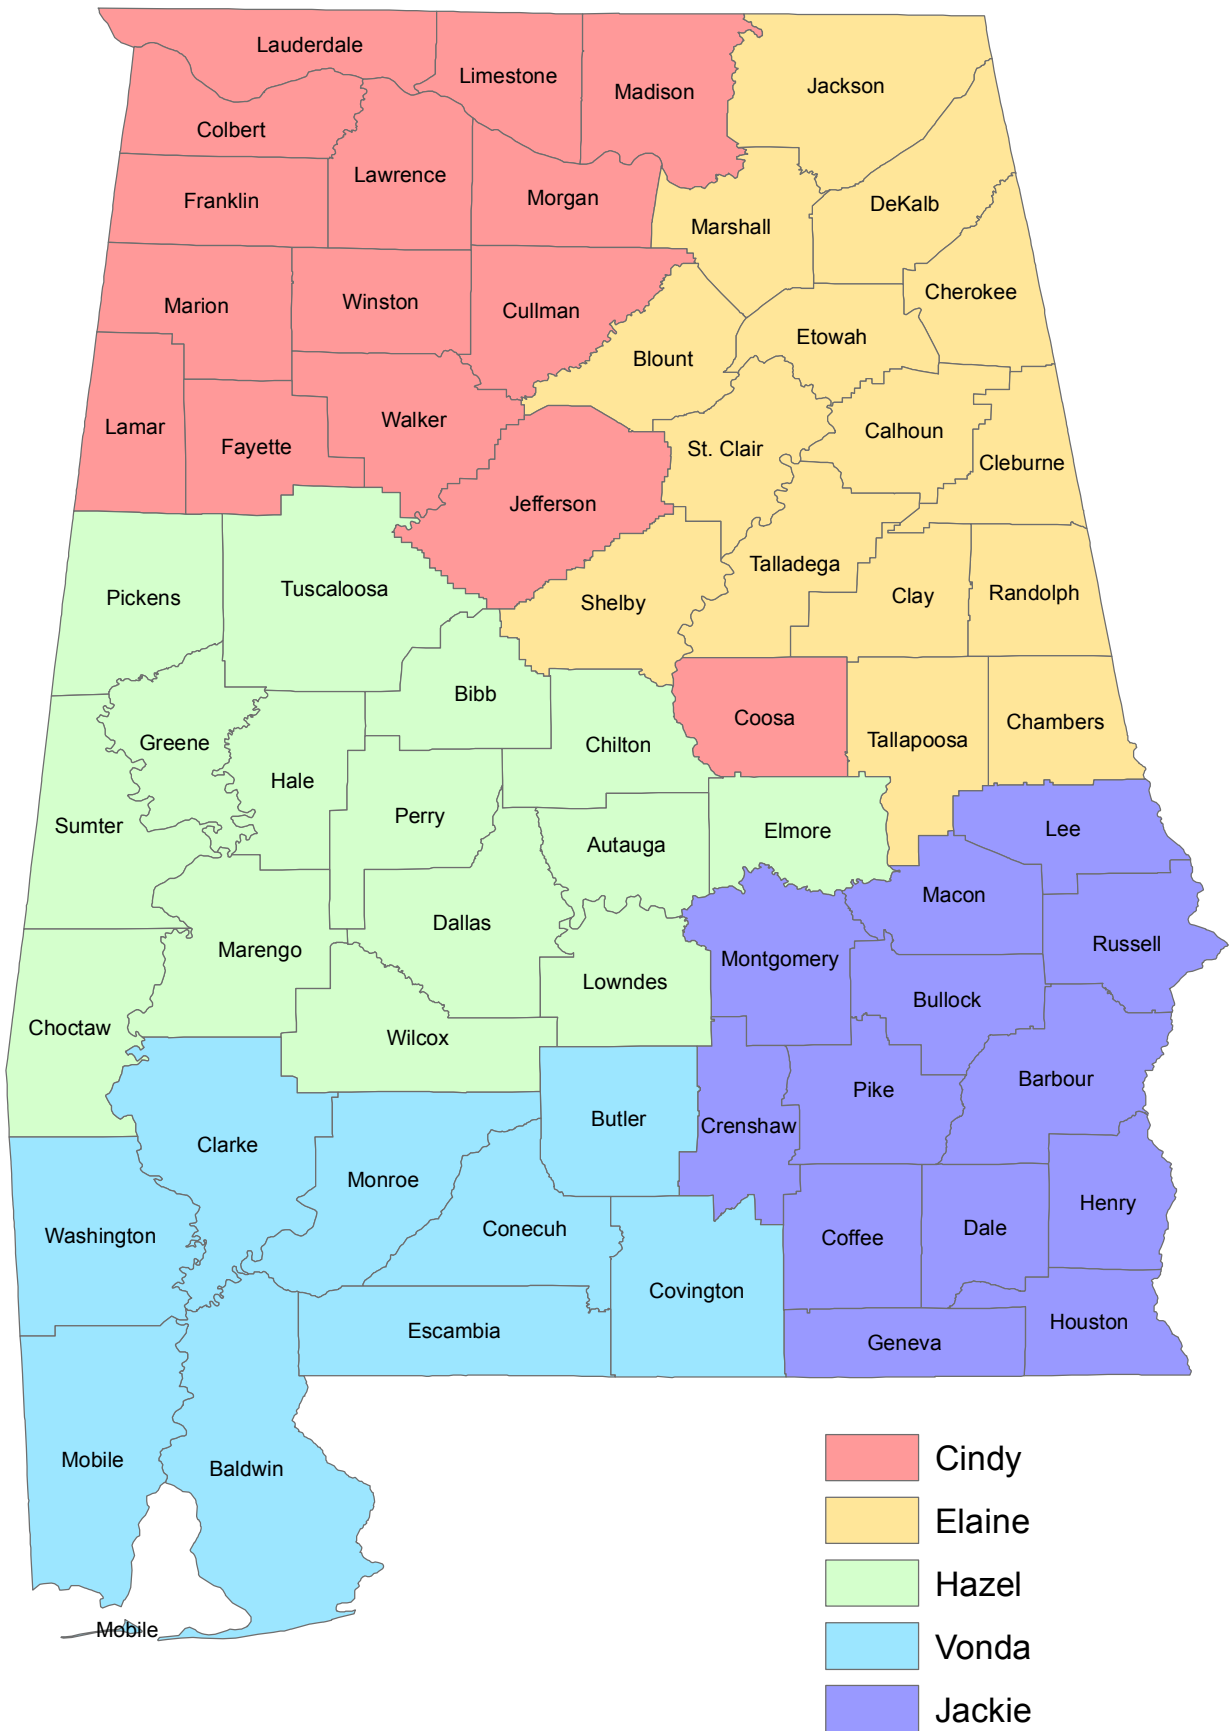 Lauderdale
Limestone
Madison
Jackson
Colbert
Lawrence
Franklin
Morgan
DeKalb
Marshall
Cherokee
Marion
Winston
Cullman
Etowah
Blount
Lamar
Walker
Fayette
Calhoun
St. Clair
Cleburne
Jefferson
Talladega
Pickens
Tuscaloosa
Shelby
Clay
Randolph
Bibb
Coosa
Chambers
Greene
Chilton
Tallapoosa
Hale
Perry
Sumter
Autauga
Elmore
Lee
Macon
Dallas
Marengo
Montgomery
Russell
Lowndes
Bullock
Choctaw
Wilcox
Pike
Barbour
Butler
Crenshaw
Clarke
Monroe
Henry
Washington
Conecuh
Coffee
Dale
Covington
Escambia
Geneva
Houston
Mobile
Baldwin
Mobile
Cindy
Elaine
Hazel
Vonda
Jackie